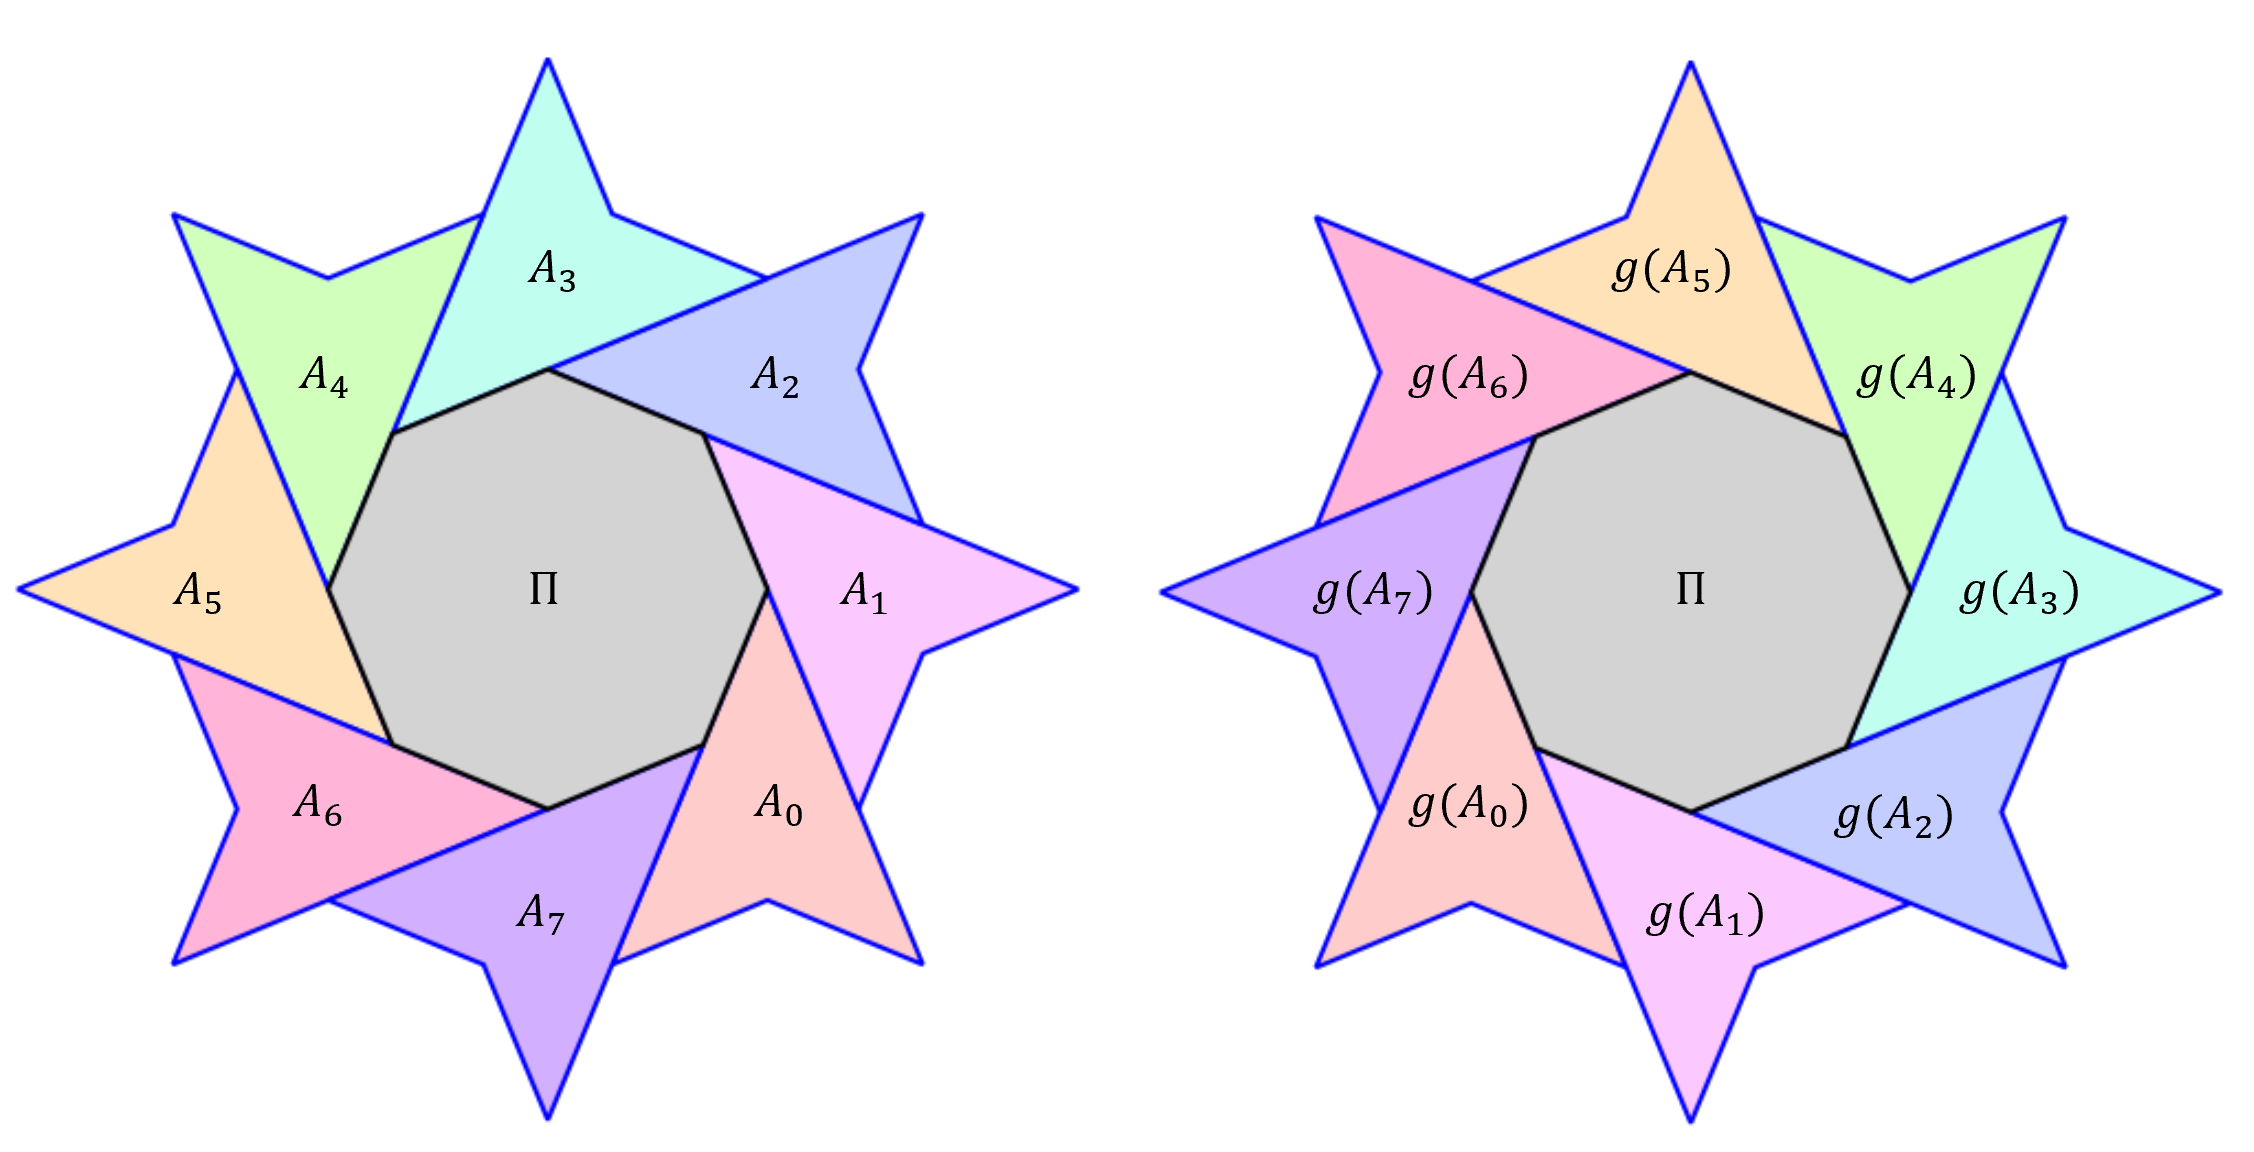 A₃
A₄
A₂
A₅
Π
A₁
A₆
A₀
A₇
g(A₅)
g(A₆)
g(A₄)
g(A₇)
Π
g(A₃)
g(A₀)
g(A₂)
g(A₁)